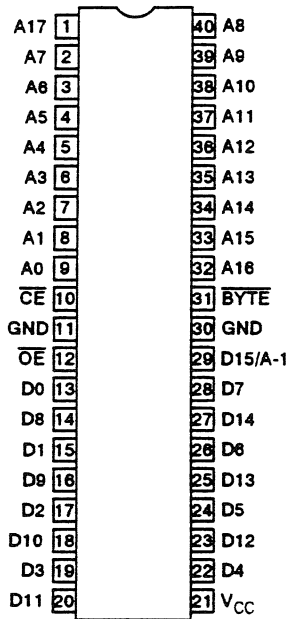 A17 1 40 A8
A7 2 39 A9
A6 3 38 A10
A5 4 37 A11
A4 5 36 A12
A3 6 35 A13
A2 7 34 A14
A1 8 33 A15
A0 9 32 A16
C̅E̅ 10 31 B̅Y̅T̅E̅
GND 11 30 GND
O̅E̅ 12 29 D15/A-1
D0 13 28 D7
D8 14 27 D14
D1 15 26 D6
D9 16 25 D13
D2 17 24 D5
D10 18 23 D12
D3 19 22 D4
D11 20 21 VCC